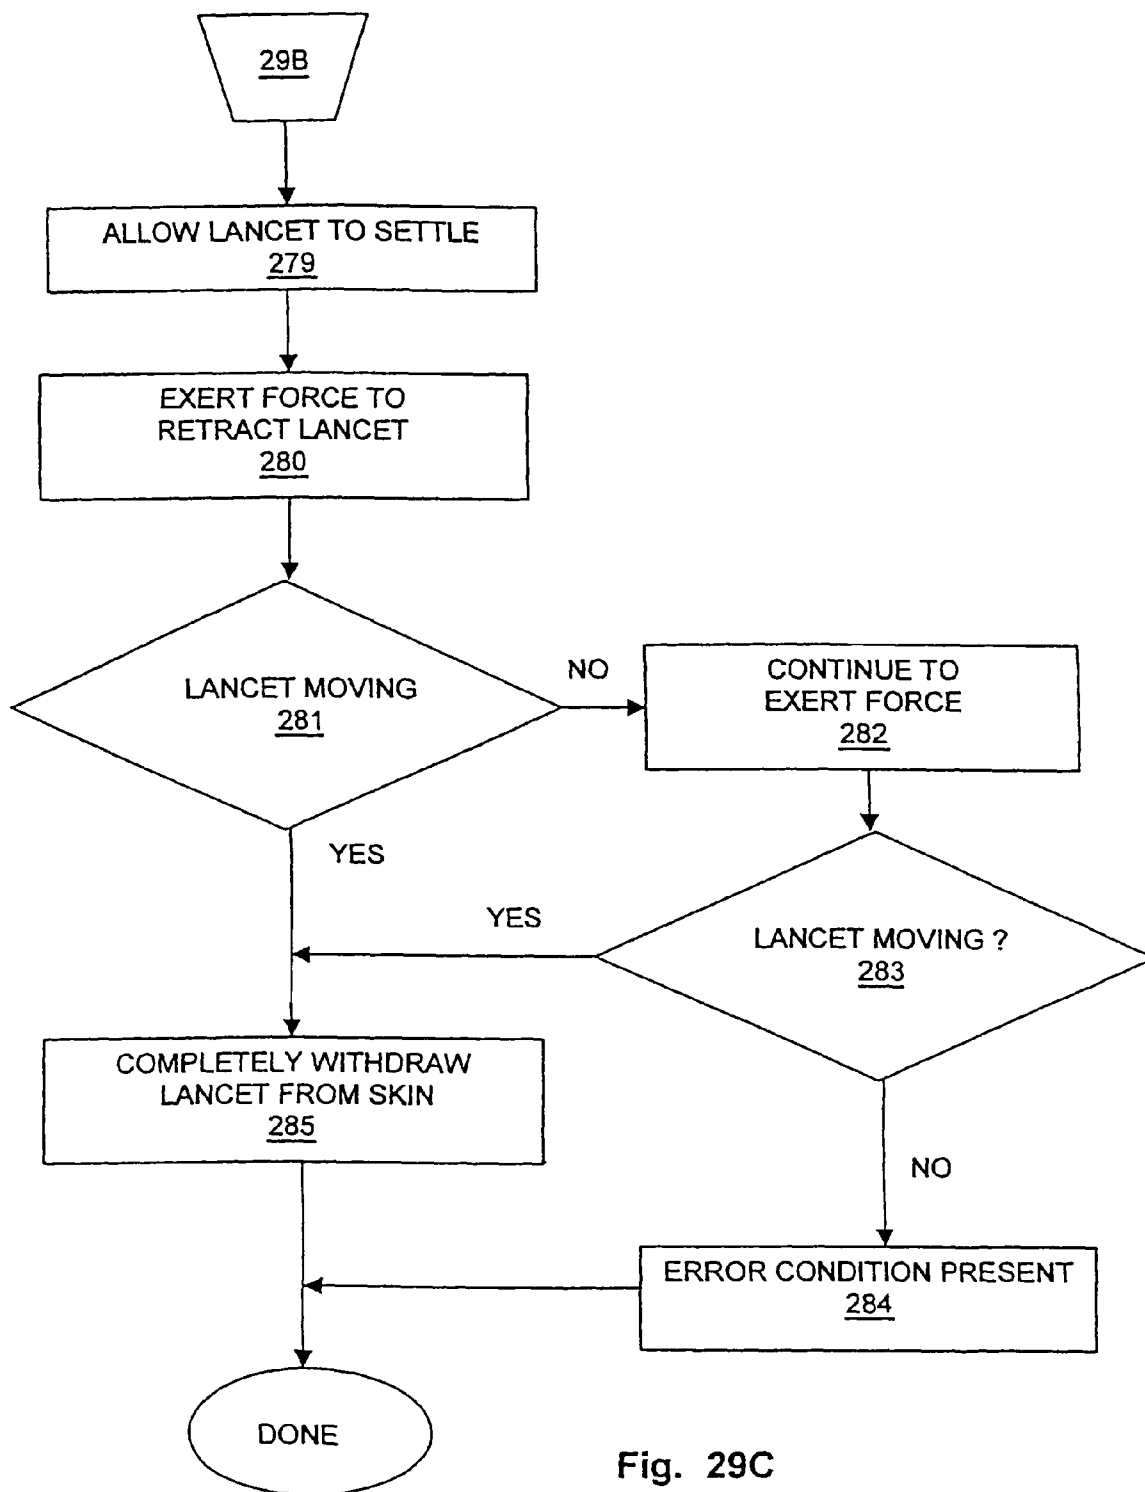 29B
ALLOW LANCET TO SETTLE
279
EXERT FORCE TO
RETRACT LANCET
280
LANCET MOVING
281
NO
CONTINUE TO
EXERT FORCE
282
YES
YES
LANCET MOVING ?
283
COMPLETELY WITHDRAW
LANCET FROM SKIN
285
NO
ERROR CONDITION PRESENT
284
DONE
Fig. 29C